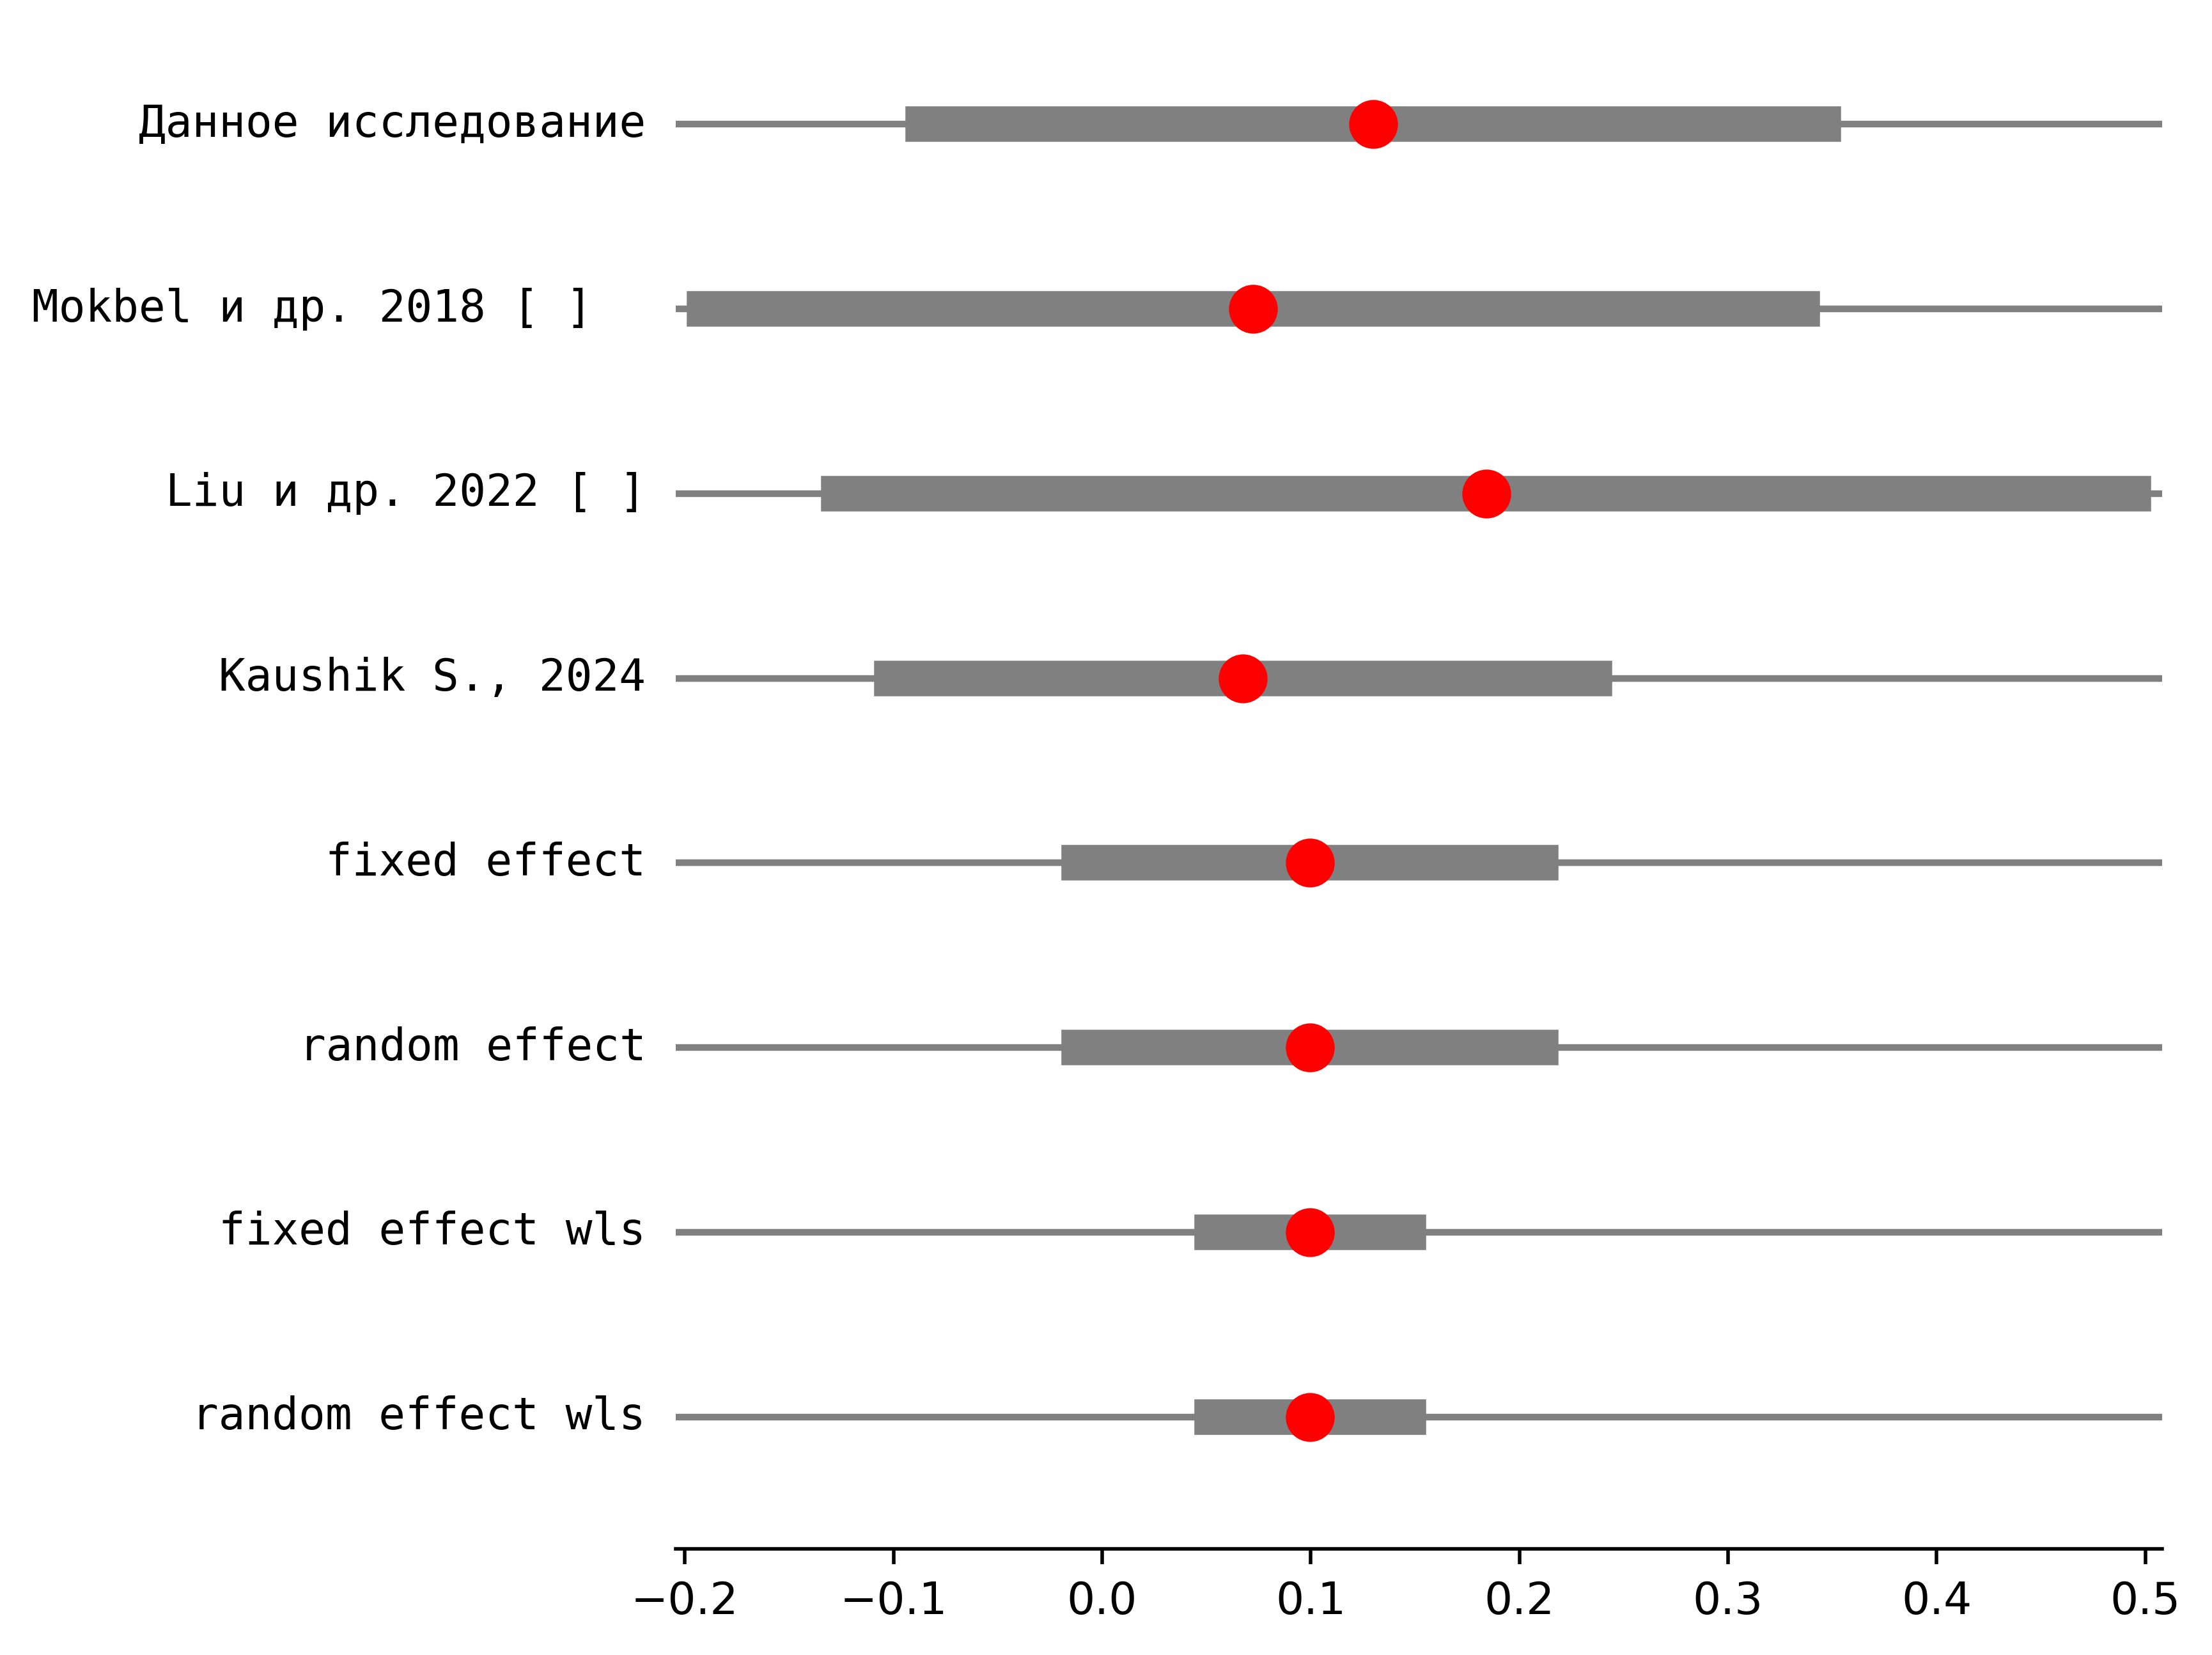 Данное исследование
Mokbel и др. 2018 [ ]
Liu и др. 2022 [ ]
Kaushik S., 2024
fixed effect
random effect
fixed effect wls
random effect wls
−0.2 −0.1 0.0 0.1 0.2 0.3 0.4 0.5